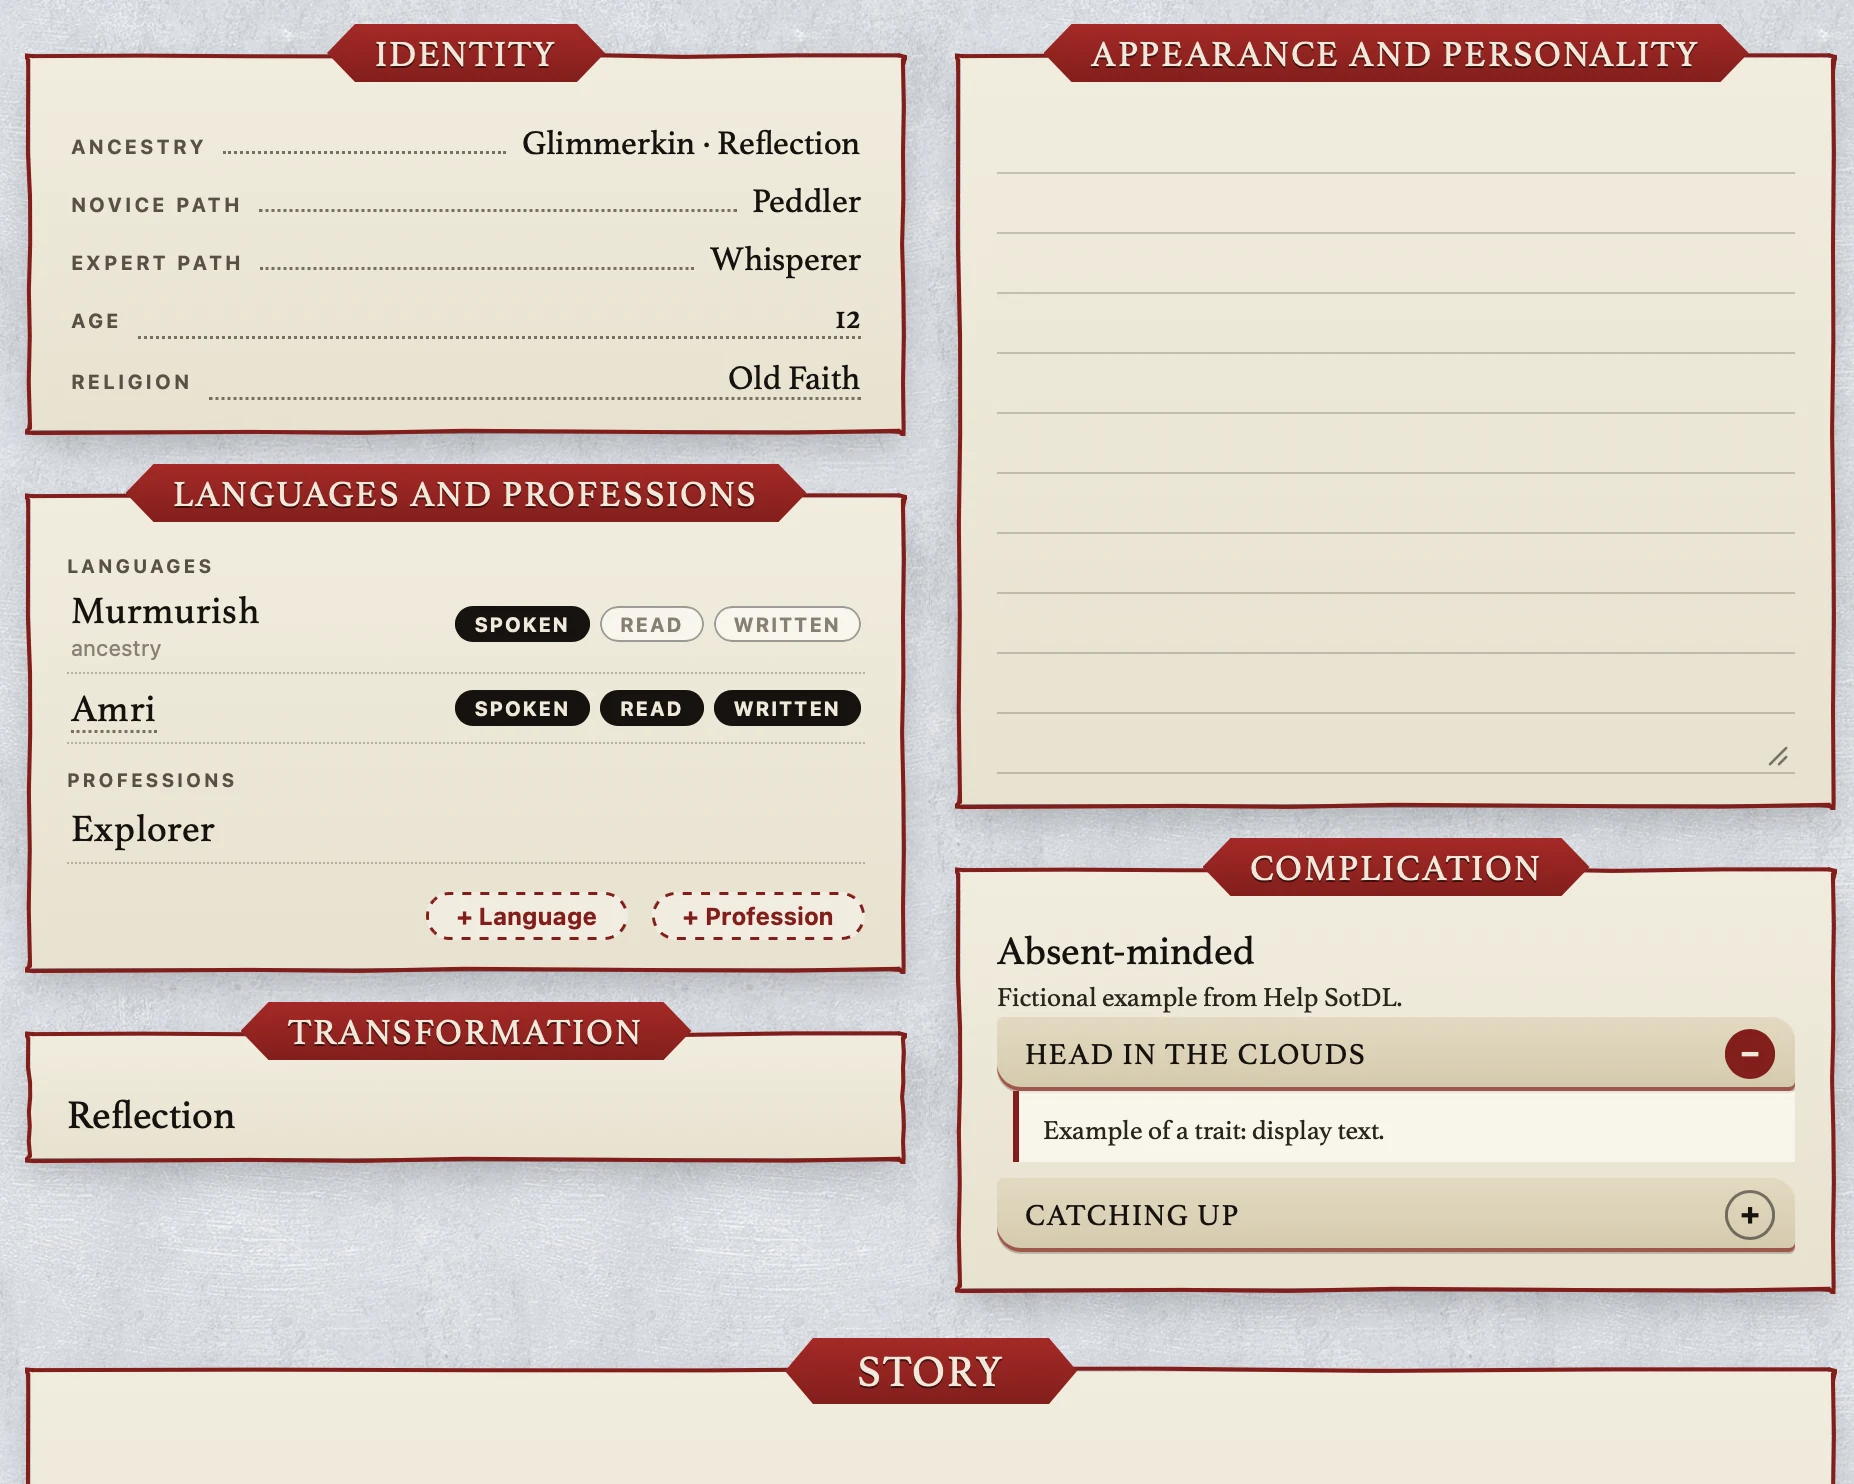 IDENTITY
ANCESTRY Glimmerkin · Reflection
NOVICE PATH Peddler
EXPERT PATH Whisperer
AGE 12
RELIGION Old Faith
LANGUAGES AND PROFESSIONS
LANGUAGES
Murmurish SPOKEN READ WRITTEN
ancestry
Amri SPOKEN READ WRITTEN
PROFESSIONS
Explorer
+ Language + Profession
TRANSFORMATION
Reflection
APPEARANCE AND PERSONALITY
COMPLICATION
Absent-minded
Fictional example from Help SotDL.
HEAD IN THE CLOUDS −
Example of a trait: display text.
CATCHING UP +
STORY